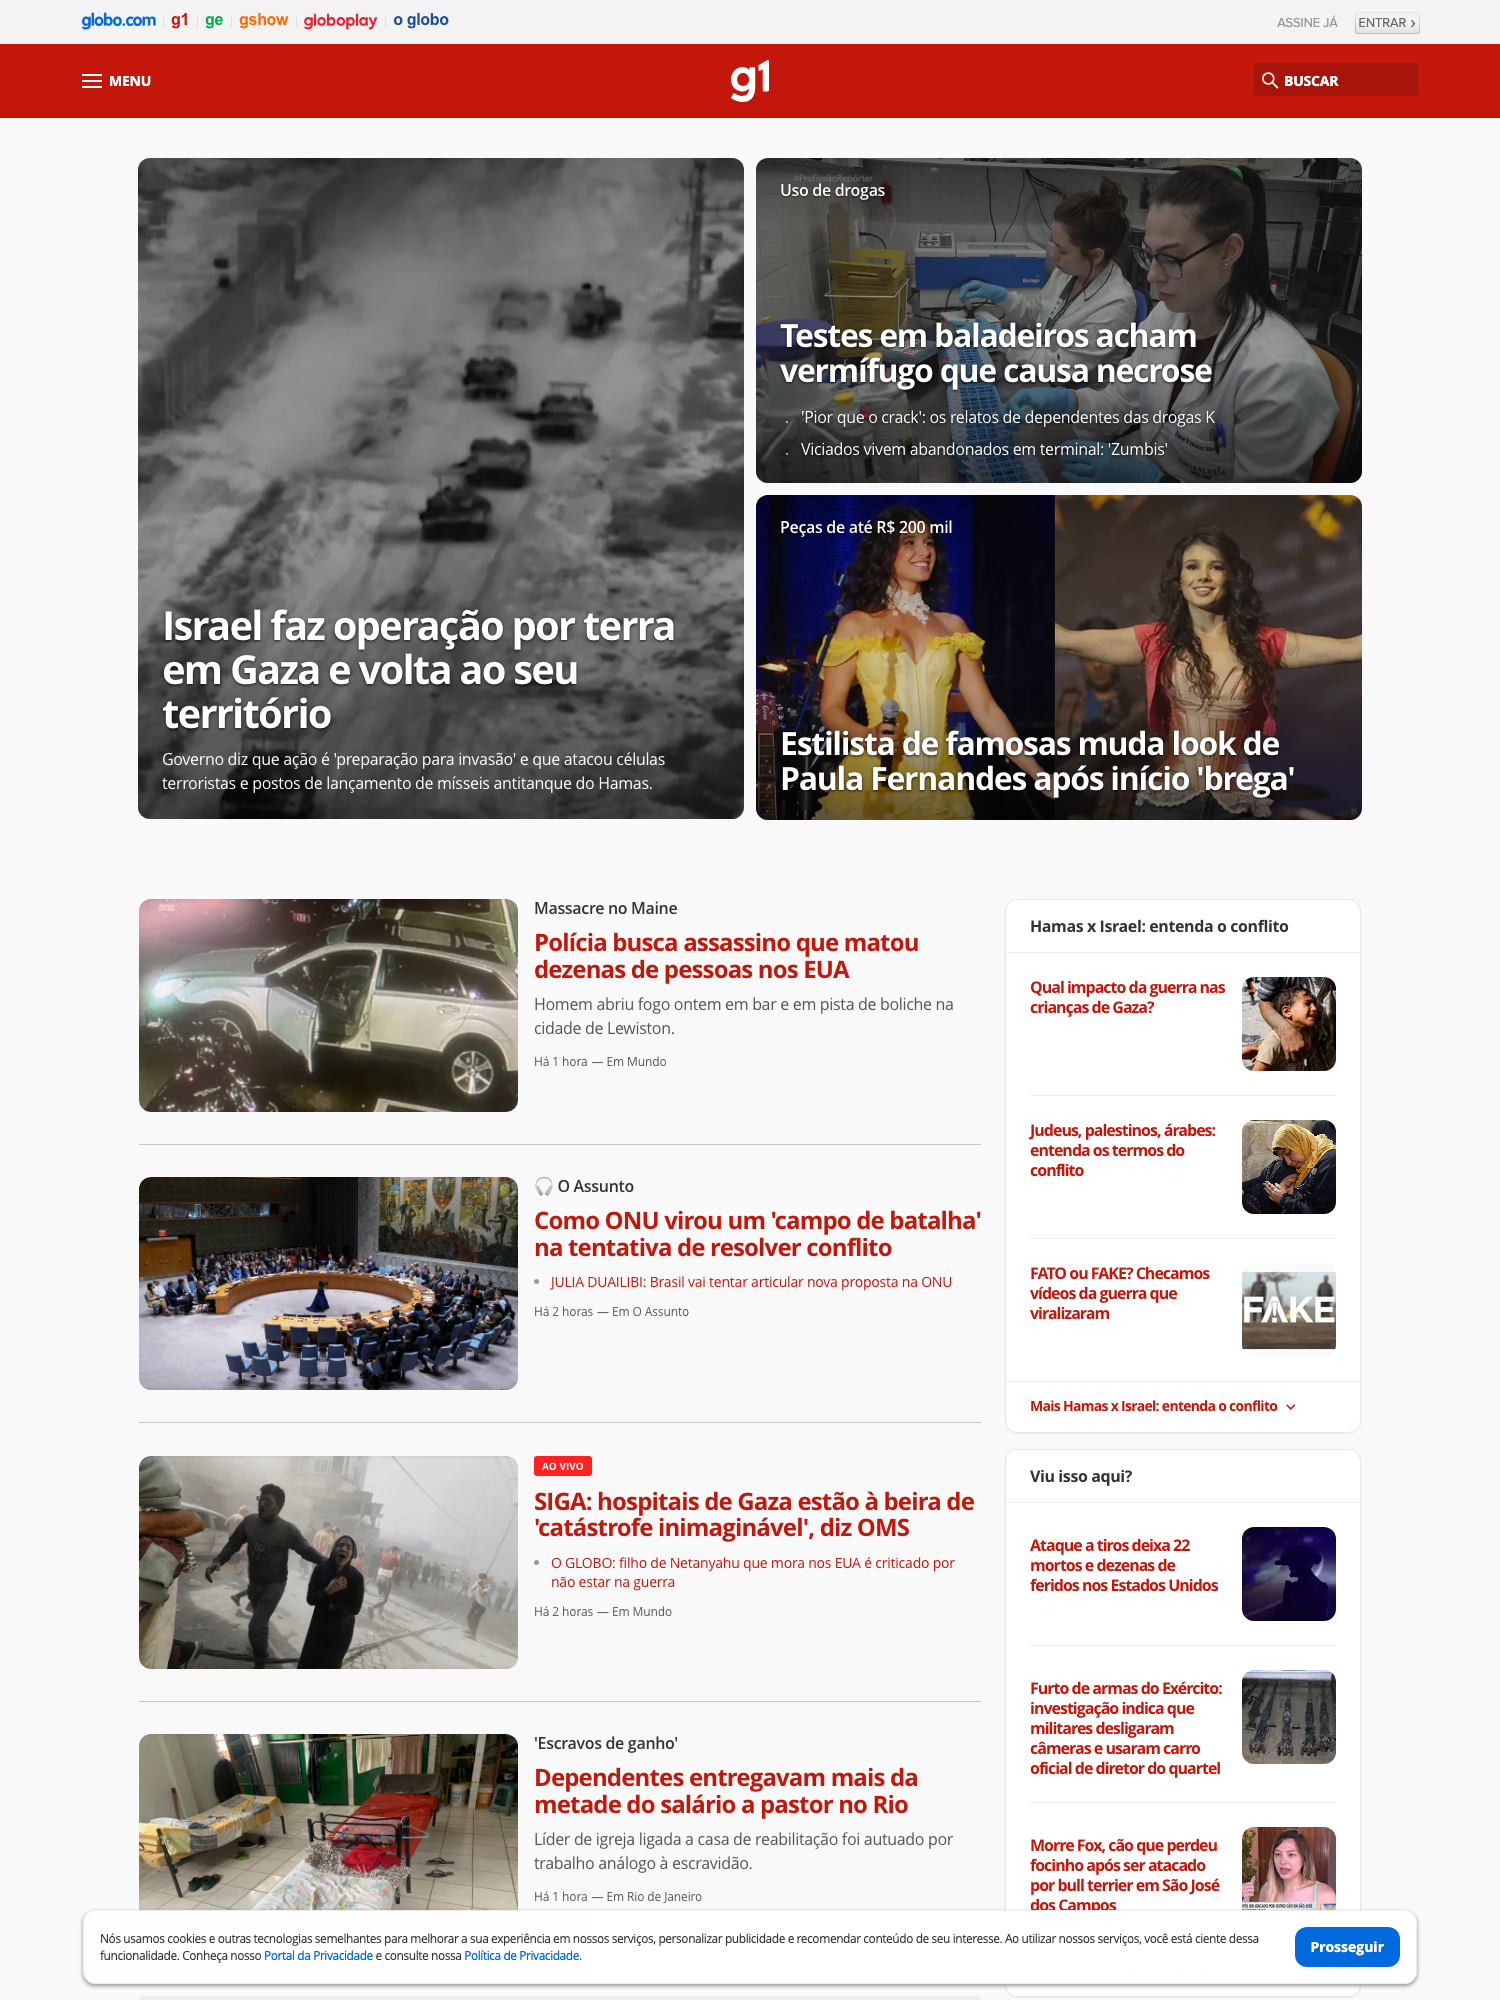 globo.com g1 ge gshow globoplay o globo
ASSINE JÁ ENTRAR ›
MENU
g1
BUSCAR
Israel faz operação por terra
em Gaza e volta ao seu
território
Governo diz que ação é 'preparação para invasão' e que atacou células
terroristas e postos de lançamento de mísseis antitanque do Hamas.
#ProfissãoRepórter
Uso de drogas
Testes em baladeiros acham
vermífugo que causa necrose
. 'Pior que o crack': os relatos de dependentes das drogas K
. Viciados vivem abandonados em terminal: 'Zumbis'
Peças de até R$ 200 mil
Estilista de famosas muda look de
Paula Fernandes após início 'brega'
Massacre no Maine
Polícia busca assassino que matou
dezenas de pessoas nos EUA
Homem abriu fogo ontem em bar e em pista de boliche na
cidade de Lewiston.
Há 1 hora — Em Mundo
🎧 O Assunto
Como ONU virou um 'campo de batalha'
na tentativa de resolver conflito
• JULIA DUAILIBI: Brasil vai tentar articular nova proposta na ONU
Há 2 horas — Em O Assunto
AO VIVO
SIGA: hospitais de Gaza estão à beira de
'catástrofe inimaginável', diz OMS
• O GLOBO: filho de Netanyahu que mora nos EUA é criticado por
não estar na guerra
Há 2 horas — Em Mundo
'Escravos de ganho'
Dependentes entregavam mais da
metade do salário a pastor no Rio
Líder de igreja ligada a casa de reabilitação foi autuado por
trabalho análogo à escravidão.
Há 1 hora — Em Rio de Janeiro
Hamas x Israel: entenda o conflito
Qual impacto da guerra nas
crianças de Gaza?
Judeus, palestinos, árabes:
entenda os termos do
conflito
FATO ou FAKE? Checamos
vídeos da guerra que
viralizaram
FAKE
Mais Hamas x Israel: entenda o conflito
Viu isso aqui?
Ataque a tiros deixa 22
mortos e dezenas de
feridos nos Estados Unidos
Furto de armas do Exército:
investigação indica que
militares desligaram
câmeras e usaram carro
oficial de diretor do quartel
Morre Fox, cão que perdeu
focinho após ser atacado
por bull terrier em São José
dos Campos
Nós usamos cookies e outras tecnologias semelhantes para melhorar a sua experiência em nossos serviços, personalizar publicidade e recomendar conteúdo de seu interesse. Ao utilizar nossos serviços, você está ciente dessa
funcionalidade. Conheça nosso Portal da Privacidade e consulte nossa Política de Privacidade.
Prosseguir